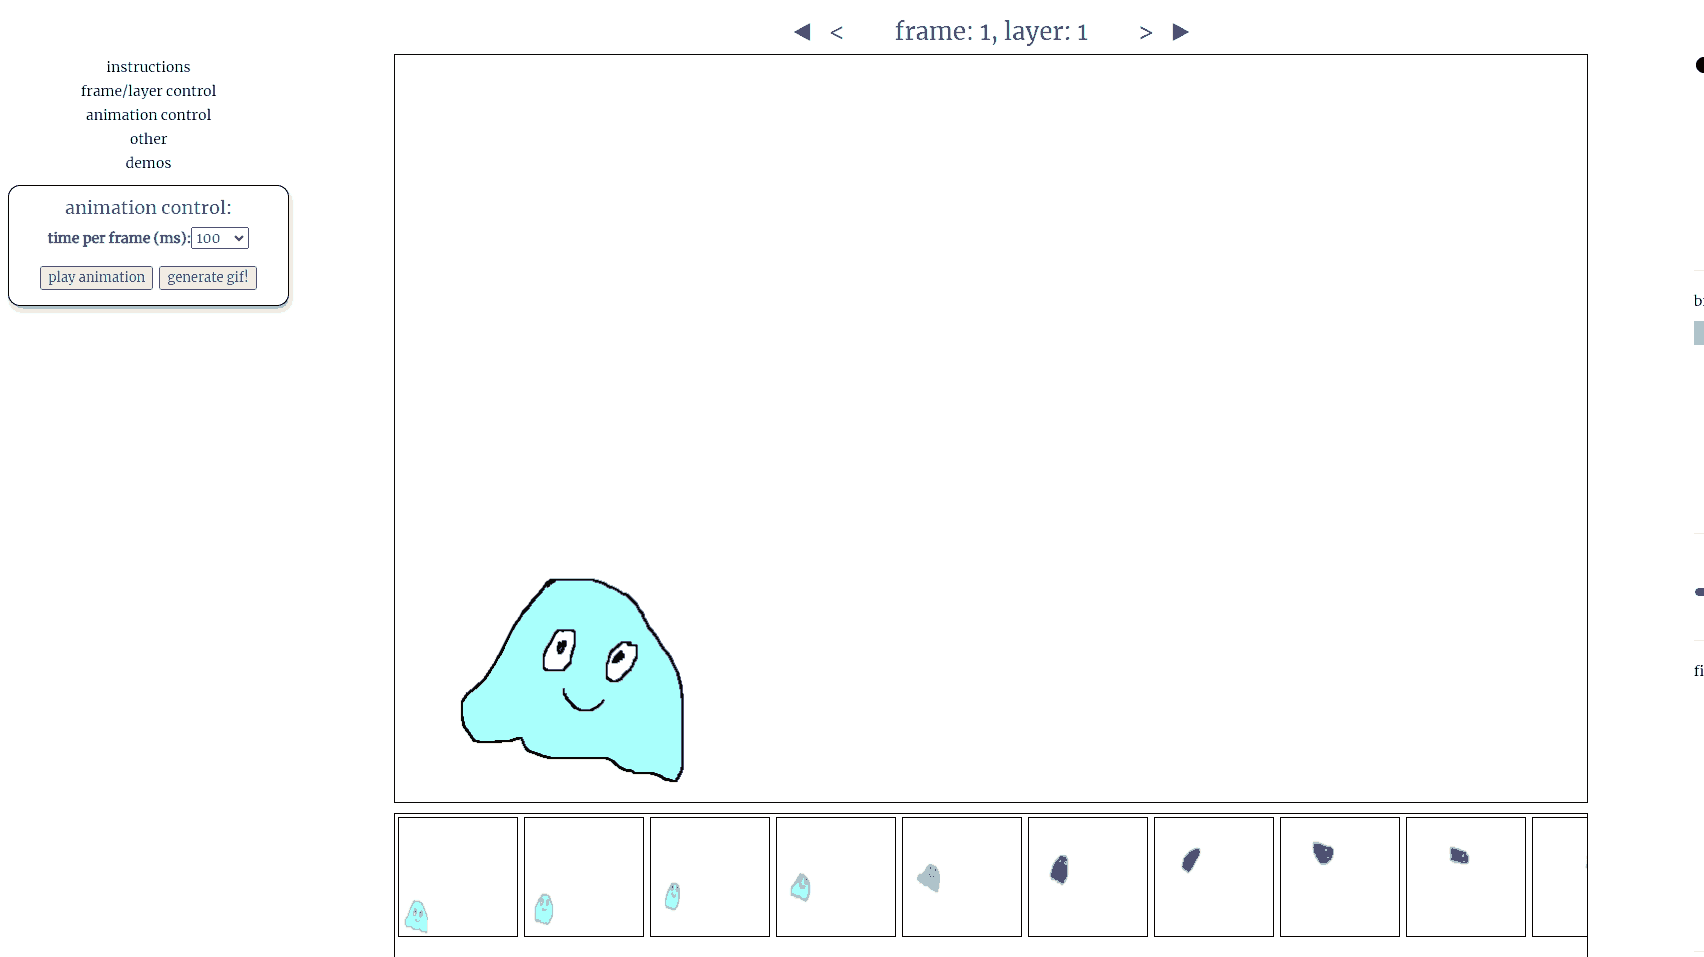 ◀ < frame: 1, layer: 1 > ▶
instructions
frame/layer control
animation control
other
demos
animation control:
time per frame (ms): 100
play animation generate gif!